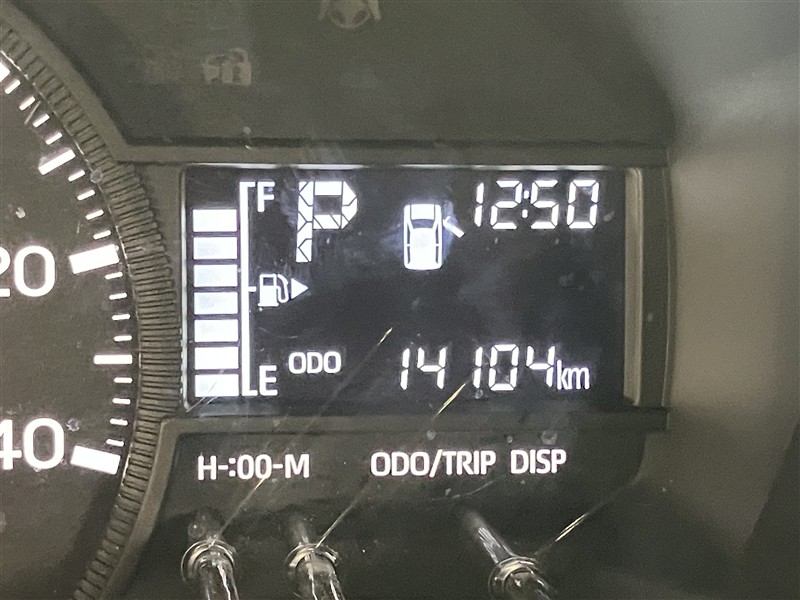 F P 12:50
20
ODO 14104km
E
40
H-:00-M ODO/TRIP DISP